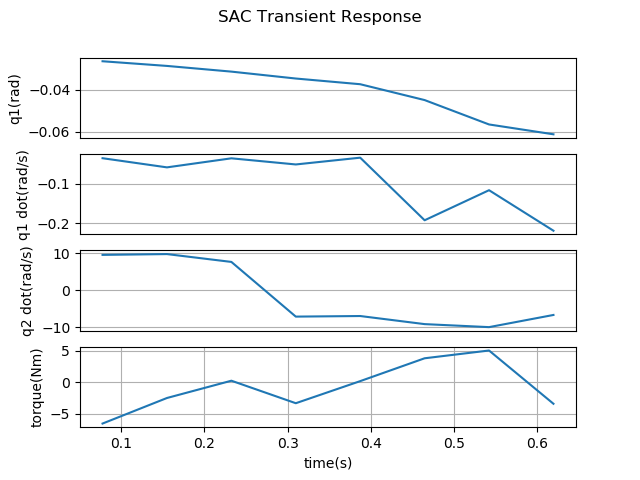 SAC Transient Response
q1(rad)
−0.04
−0.06
q1 dot(rad/s)
−0.1
−0.2
q2 dot(rad/s)
10
0
−10
torque(Nm)
5
0
−5
0.1 0.2 0.3 0.4 0.5 0.6
time(s)